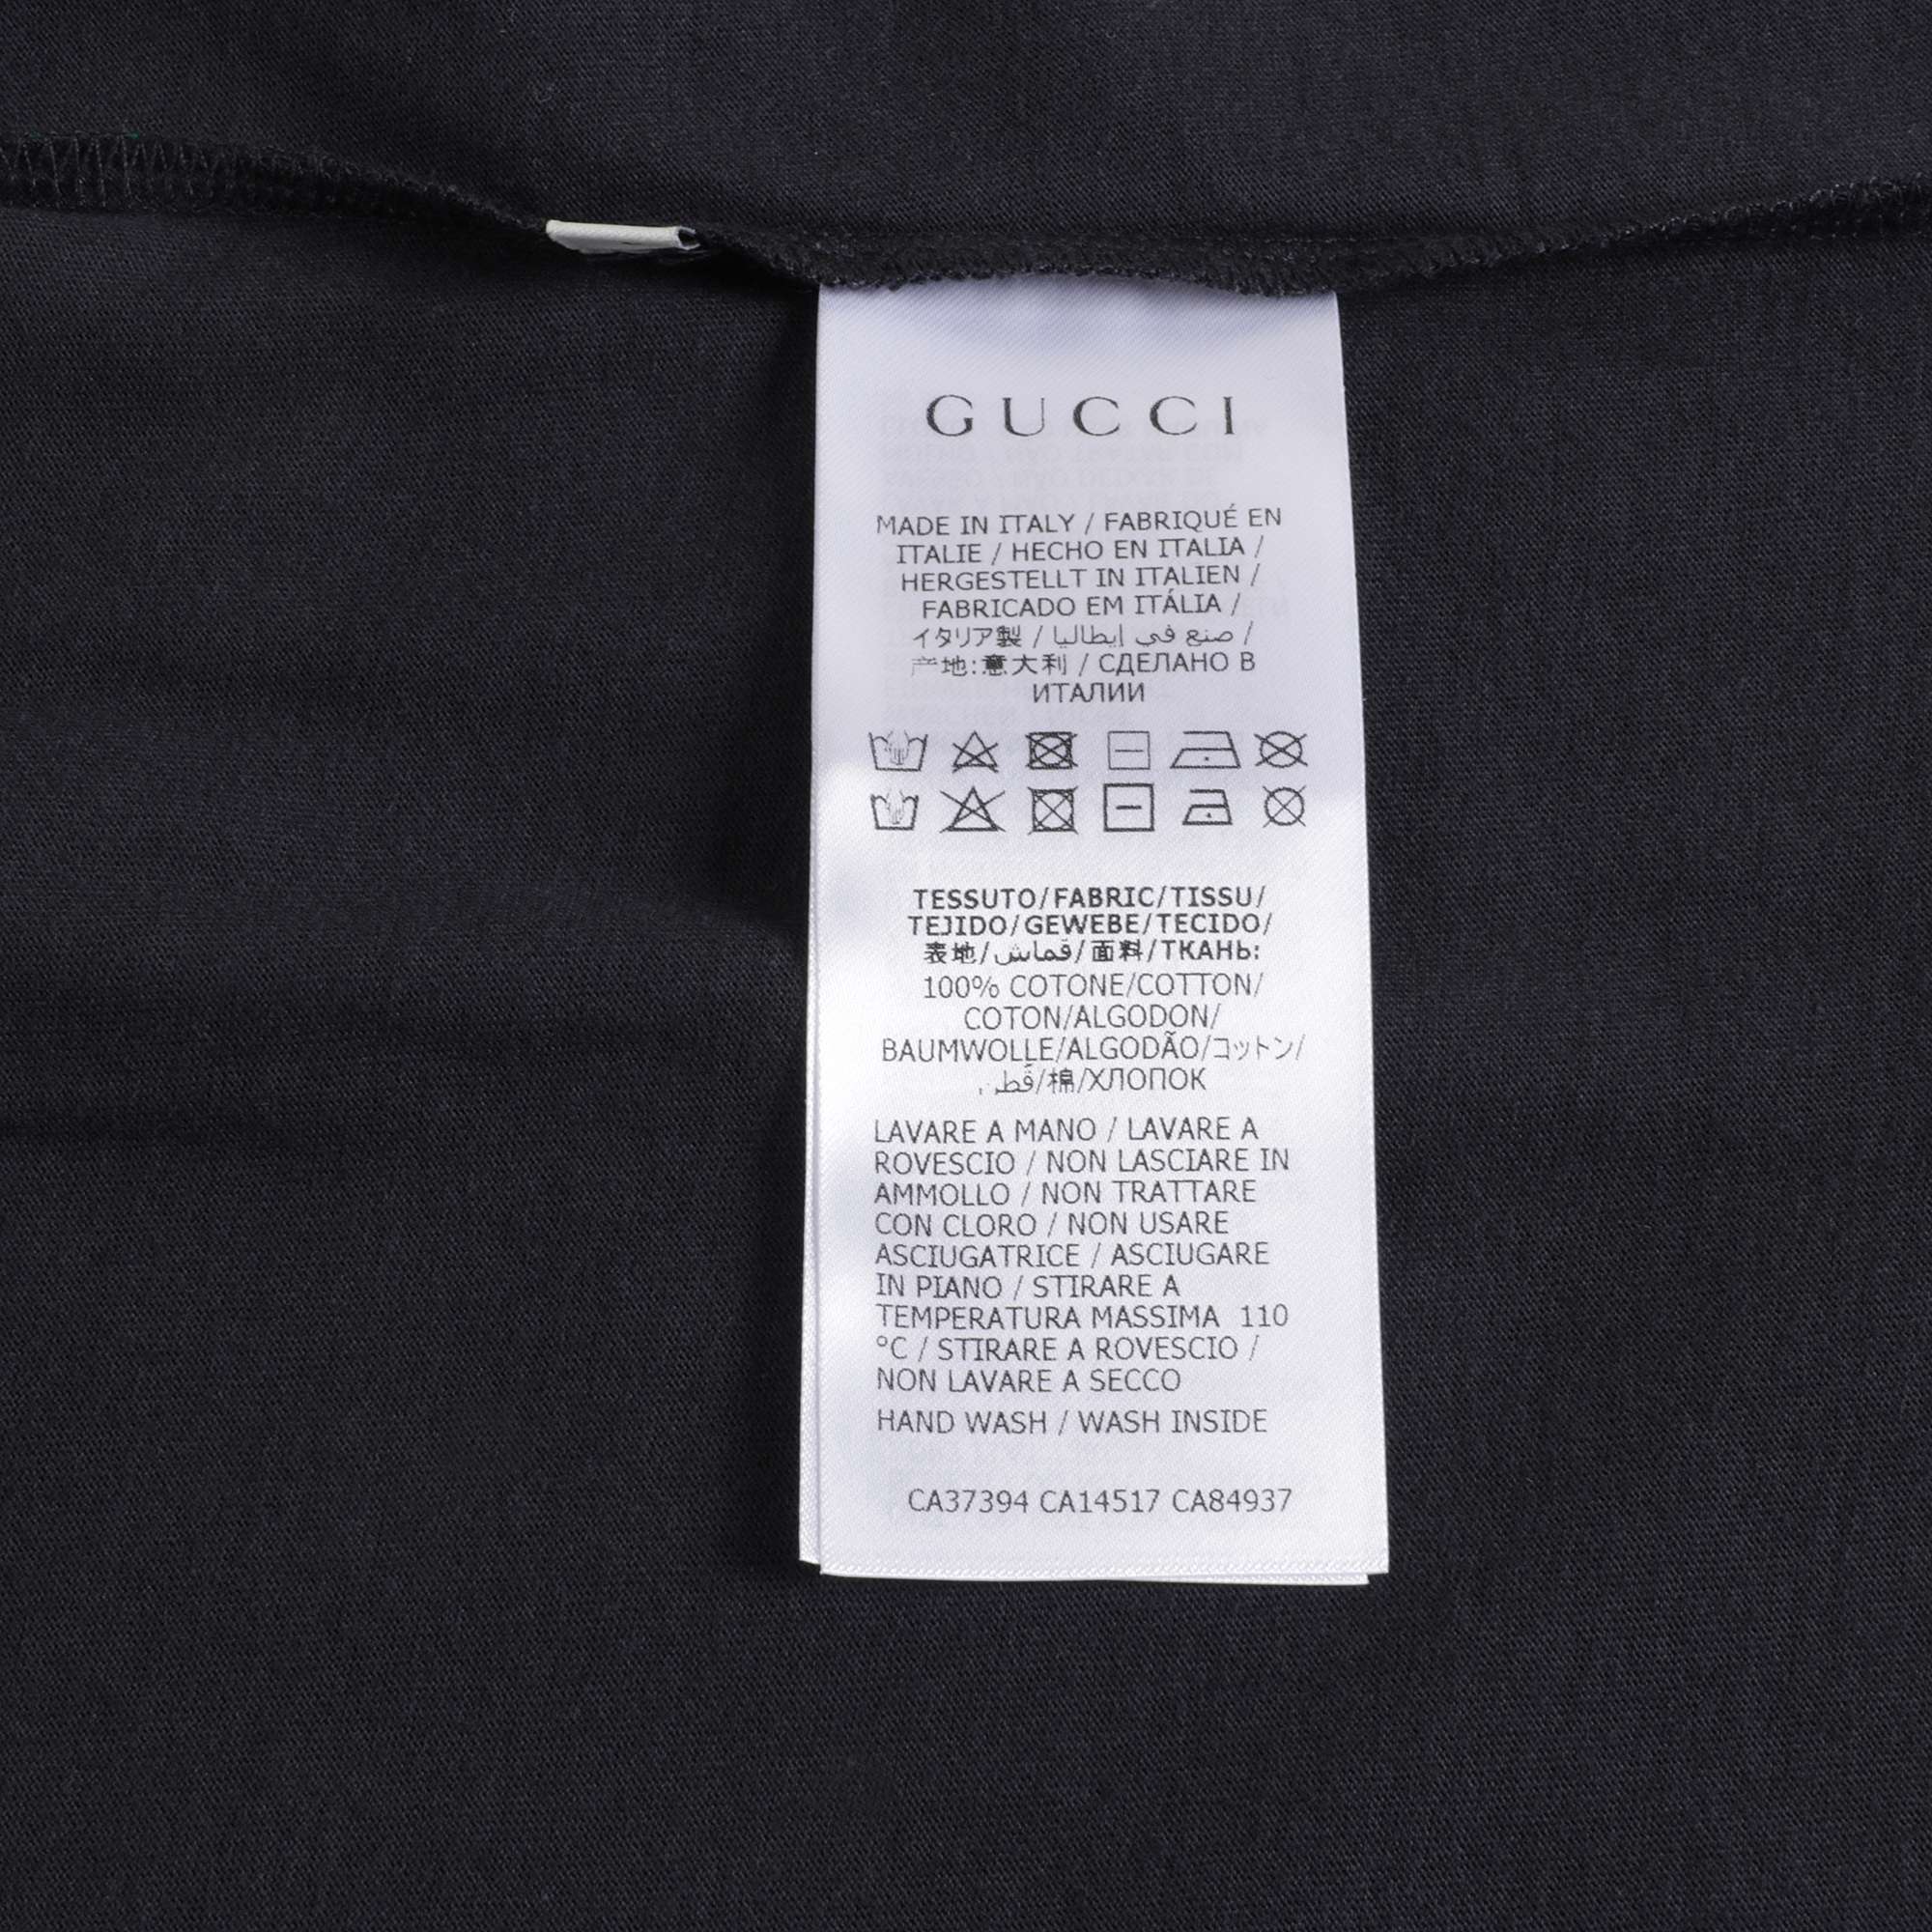 GUCCI
MADE IN ITALY / FABRIQUÉ EN
ITALIE / HECHO EN ITALIA /
HERGESTELLT IN ITALIEN /
FABRICADO EM ITÁLIA /
イタリア製 / صنع في إيطاليا /
产地:意大利 / СДЕЛАНО В
ИТАЛИИ
TESSUTO/FABRIC/TISSU/
TEJIDO/GEWEBE/TECIDO/
表地/قماش/面料/ТКАНЬ:
100% COTONE/COTTON/
COTON/ALGODON/
BAUMWOLLE/ALGODÃO/コットン/
قطن/棉/ХЛОПОК
LAVARE A MANO / LAVARE A
ROVESCIO / NON LASCIARE IN
AMMOLLO / NON TRATTARE
CON CLORO / NON USARE
ASCIUGATRICE / ASCIUGARE
IN PIANO / STIRARE A
TEMPERATURA MASSIMA 110
°C / STIRARE A ROVESCIO /
NON LAVARE A SECCO
HAND WASH / WASH INSIDE
CA37394 CA14517 CA84937